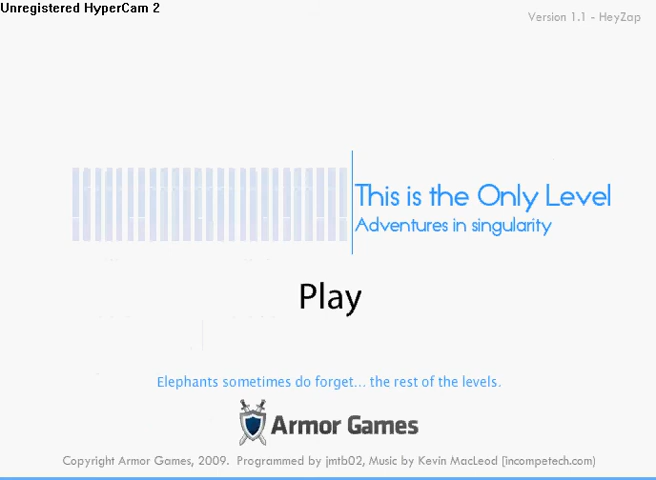 Unregistered HyperCam 2
Version 1.1 - HeyZap
This is the Only Level
Adventures in singularity
Play
Elephants sometimes do forget... the rest of the levels.
Armor Games
Copyright Armor Games, 2009. Programmed by jmtb02, Music by Kevin MacLeod [incompetech.com)